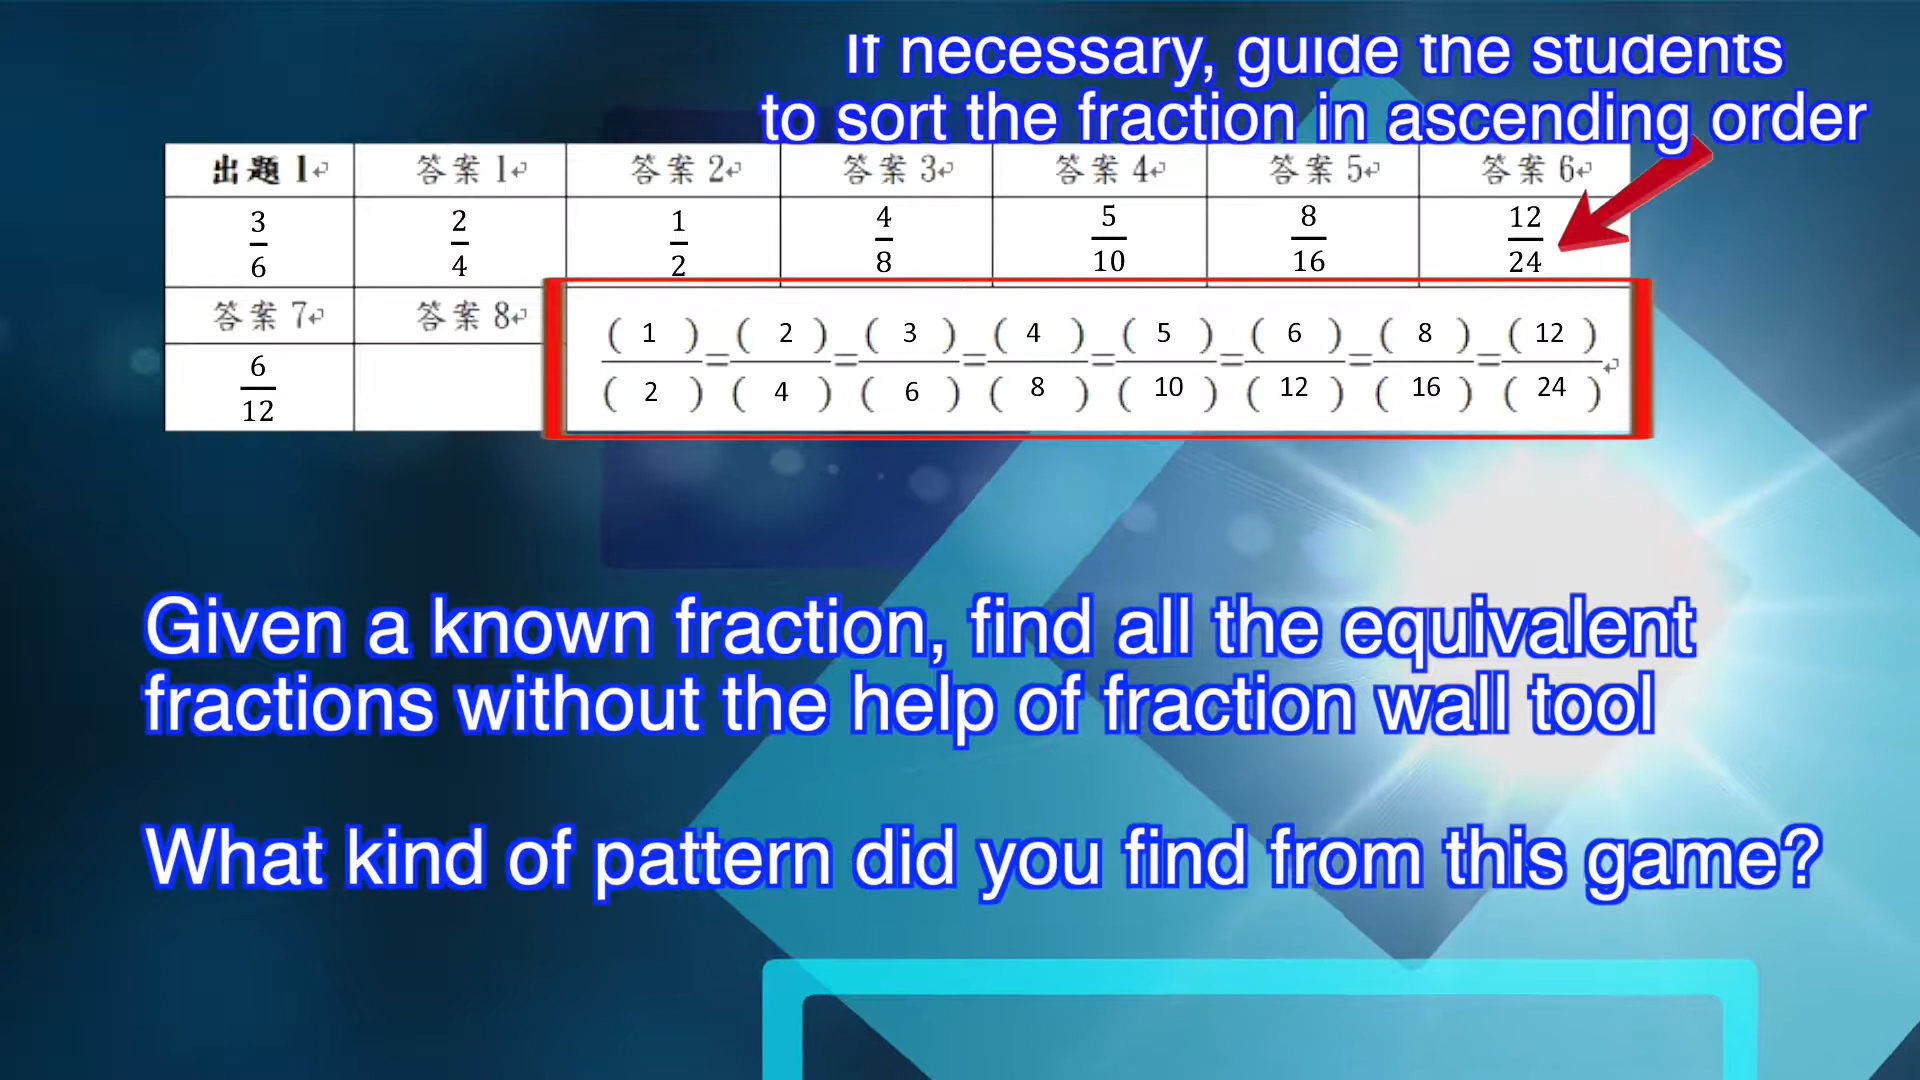 If necessary, guide the students
to sort the fraction in ascending order
出題 1 答案 1 答案 2 答案 3 答案 4 答案 5 答案 6
3/6 2/4 1/2 4/8 5/10 8/16 12/24
答案 7 答案 8
6/12
( 1 )/( 2 )=( 2 )/( 4 )=( 3 )/( 6 )=( 4 )/( 8 )=( 5 )/( 10 )=( 6 )/( 12 )=( 8 )/( 16 )=( 12 )/( 24 )
Given a known fraction, find all the equivalent
fractions without the help of fraction wall tool
What kind of pattern did you find from this game?